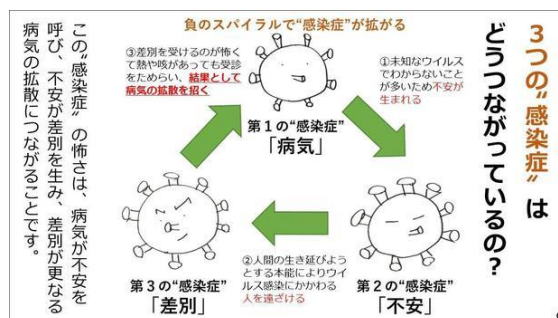 3つの“感染症”は
どうつながっているの?
負のスパイラルで“感染症”が拡がる
第1の“感染症”
「病気」
①未知なウイルス
でわからないこと
が多いため不安が
生まれる
第2の“感染症”
「不安」
②人間の生き延びよう
とする本能によりウイ
ルス感染にかかわる
人を遠ざける
第3の“感染症”
「差別」
③差別を受けるのが怖く
て熱や咳があっても受診
をためらい、結果として
病気の拡散を招く
この“感染症”の怖さは、病気が不安を
呼び、不安が差別を生み、差別が更なる
病気の拡散につながることです。